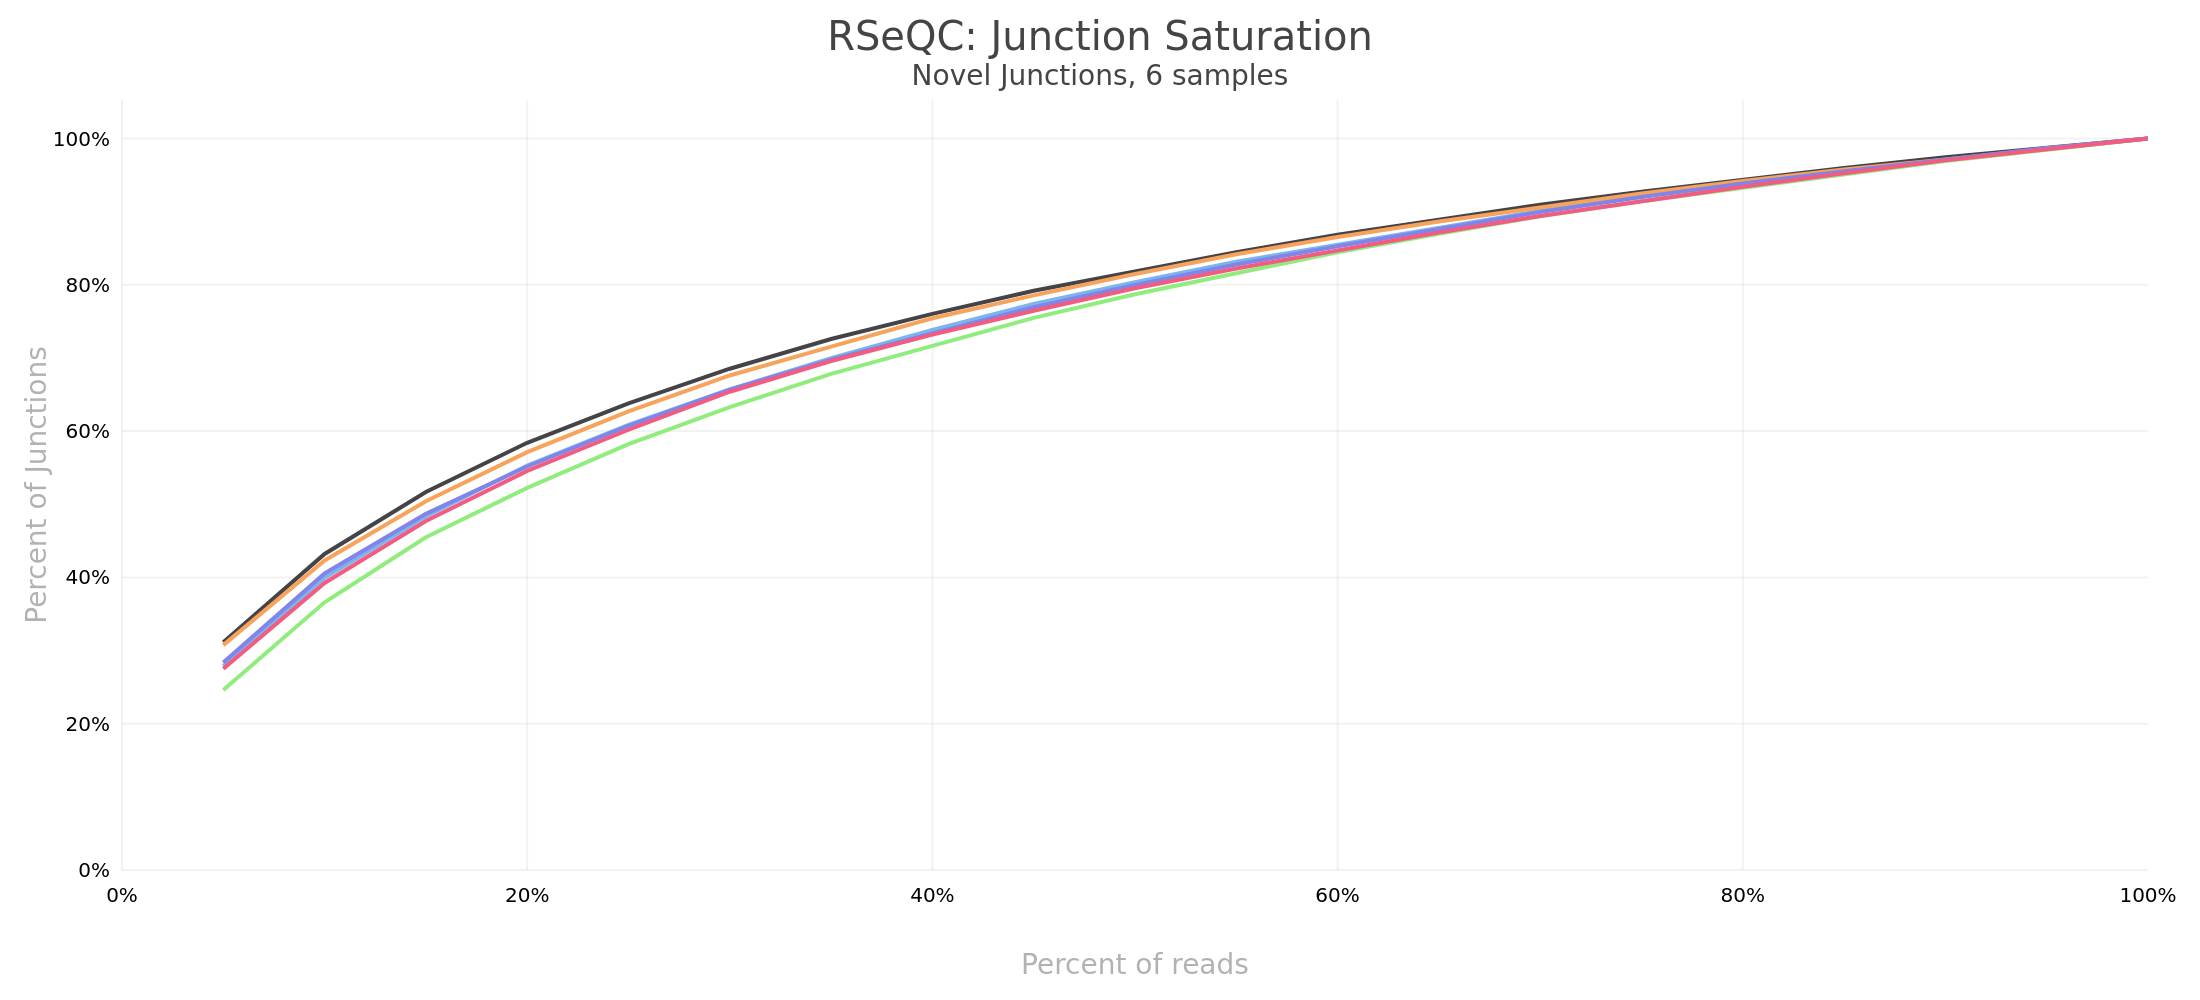 RSeQC: Junction Saturation
Novel Junctions, 6 samples
Percent of Junctions
100%
80%
60%
40%
20%
0%
0% 20% 40% 60% 80% 100%
Percent of reads